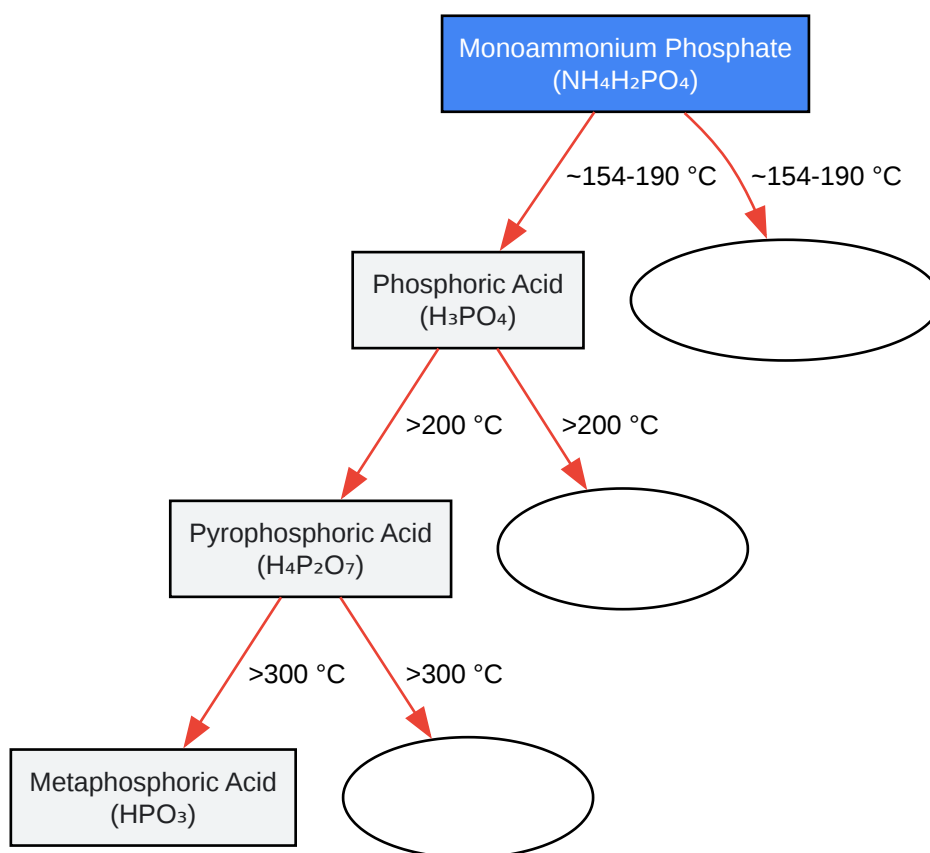 Monoammonium Phosphate
(NH₄H₂PO₄)
~154-190 °C
~154-190 °C
Phosphoric Acid
(H₃PO₄)
>200 °C
>200 °C
Pyrophosphoric Acid
(H₄P₂O₇)
>300 °C
>300 °C
Metaphosphoric Acid
(HPO₃)